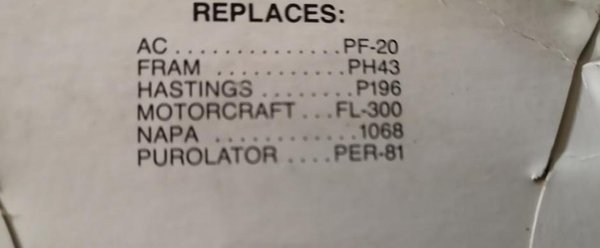 REPLACES:
AC..............PF-20
FRAM ...........PH43
HASTINGS........P196
MOTORCRAFT...FL-300
NAPA ............1068
PUROLATOR ....PER-81